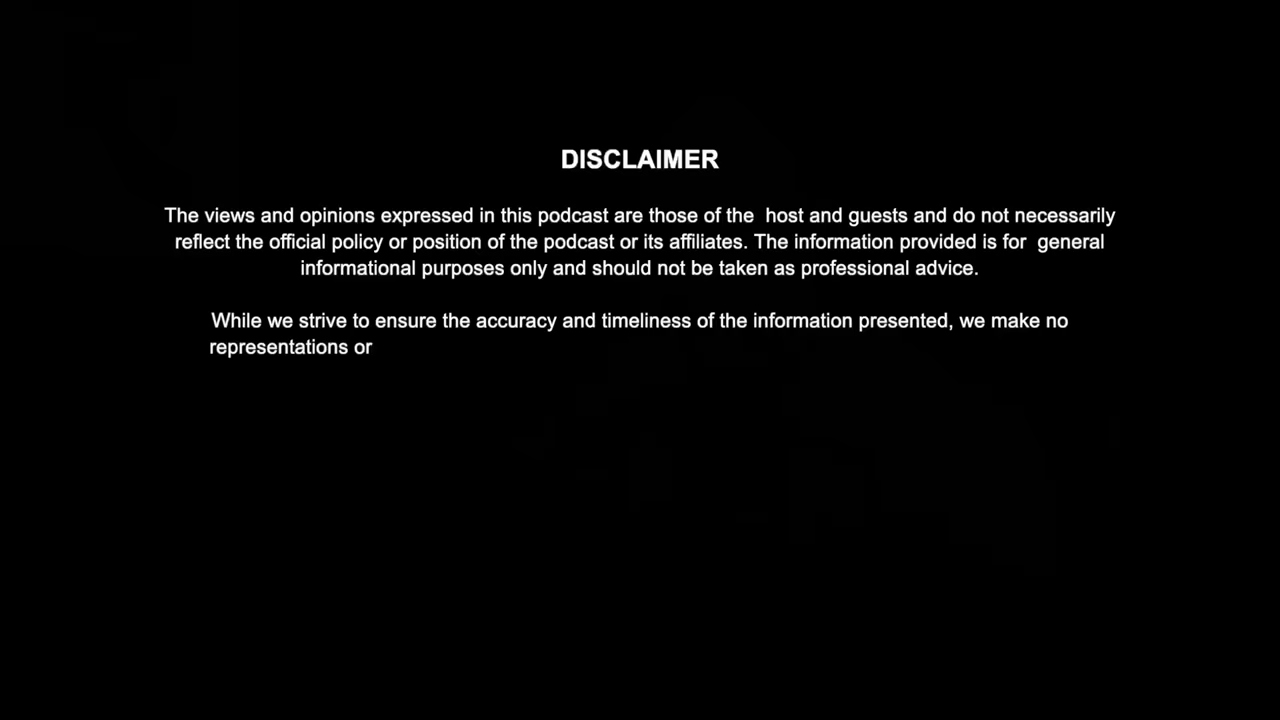 DISCLAIMER
The views and opinions expressed in this podcast are those of the  host and guests and do not necessarily
reflect the official policy or position of the podcast or its affiliates. The information provided is for  general
informational purposes only and should not be taken as professional advice.
While we strive to ensure the accuracy and timeliness of the information presented, we make no
representations or